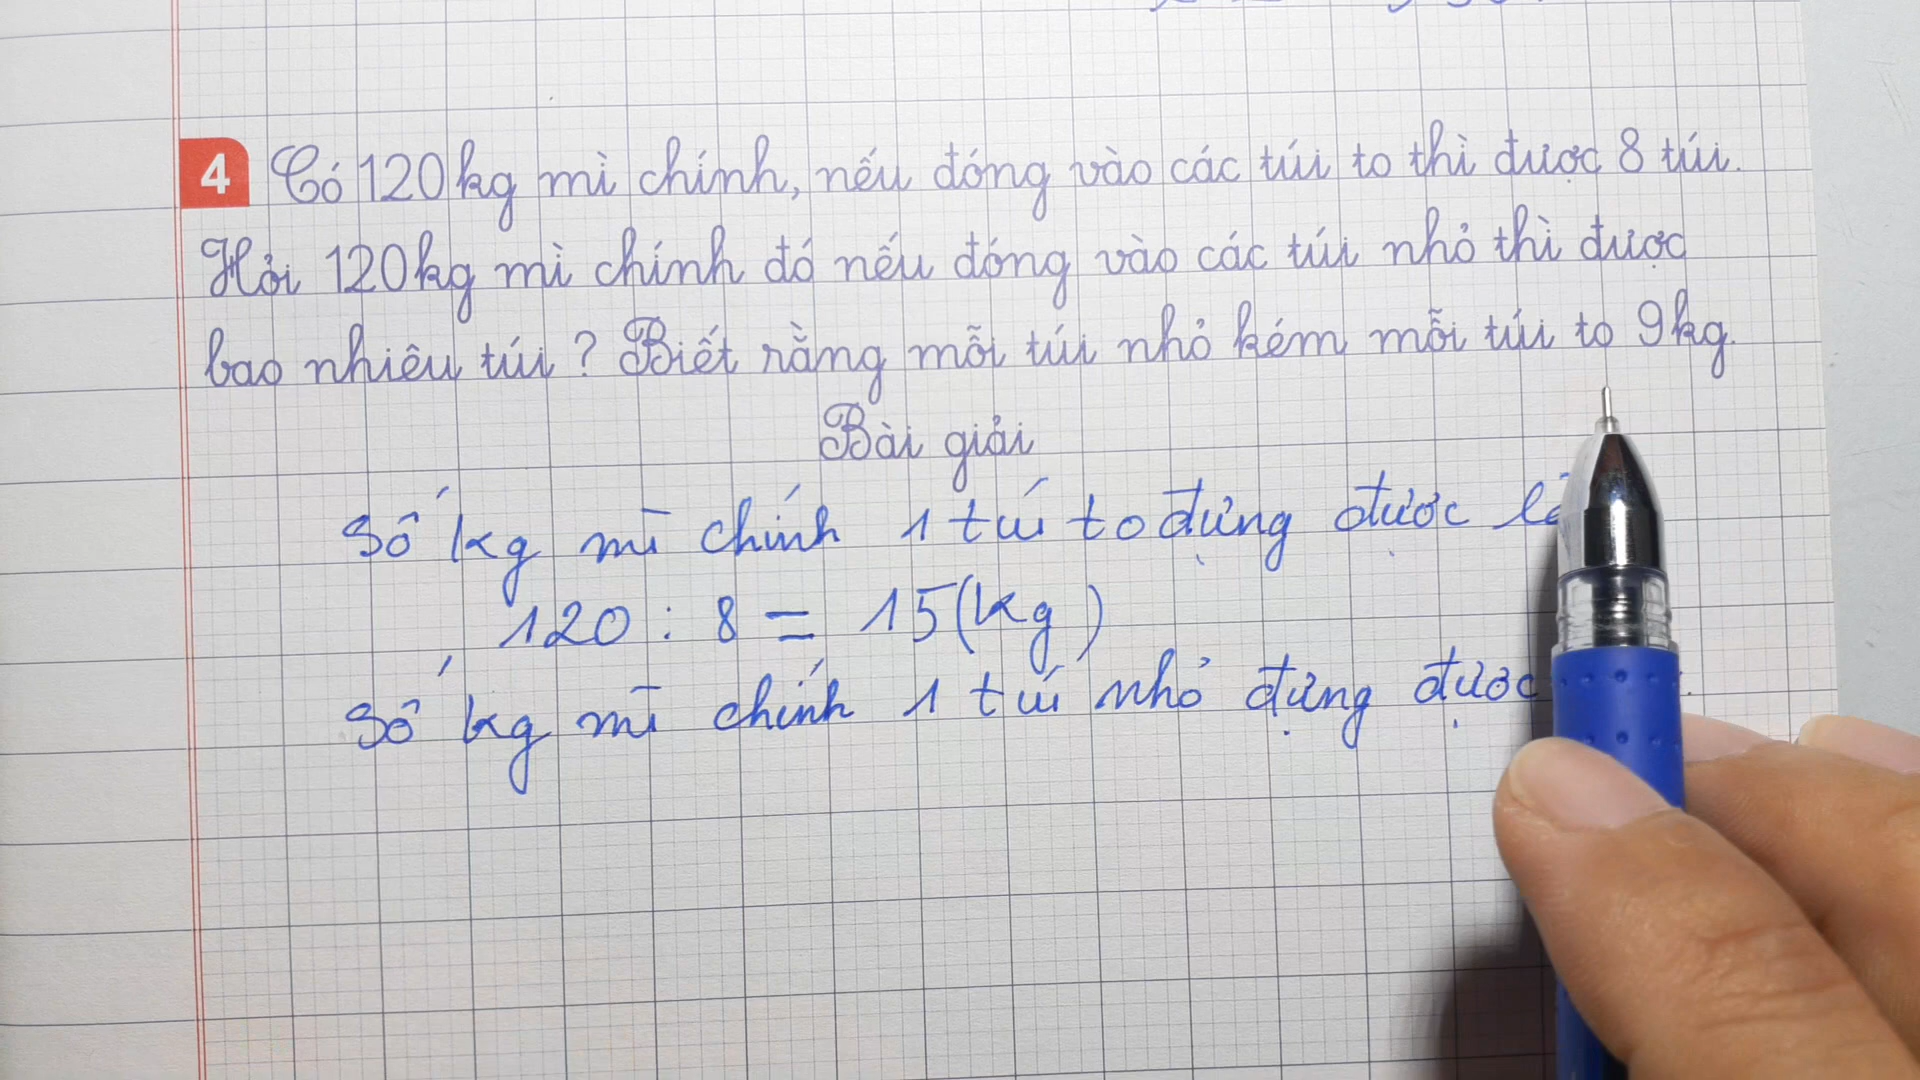 4 Có 120kg mì chính, nếu đóng vào các túi to thì được 8 túi.
Hỏi 120kg mì chính đó nếu đóng vào các túi nhỏ thì được
bao nhiêu túi? Biết rằng mỗi túi nhỏ kém mỗi túi to 9kg.
Bài giải
Số kg mì chính 1 túi to đựng được là
120 : 8 = 15(kg)
Số kg mì chính 1 túi nhỏ đựng được